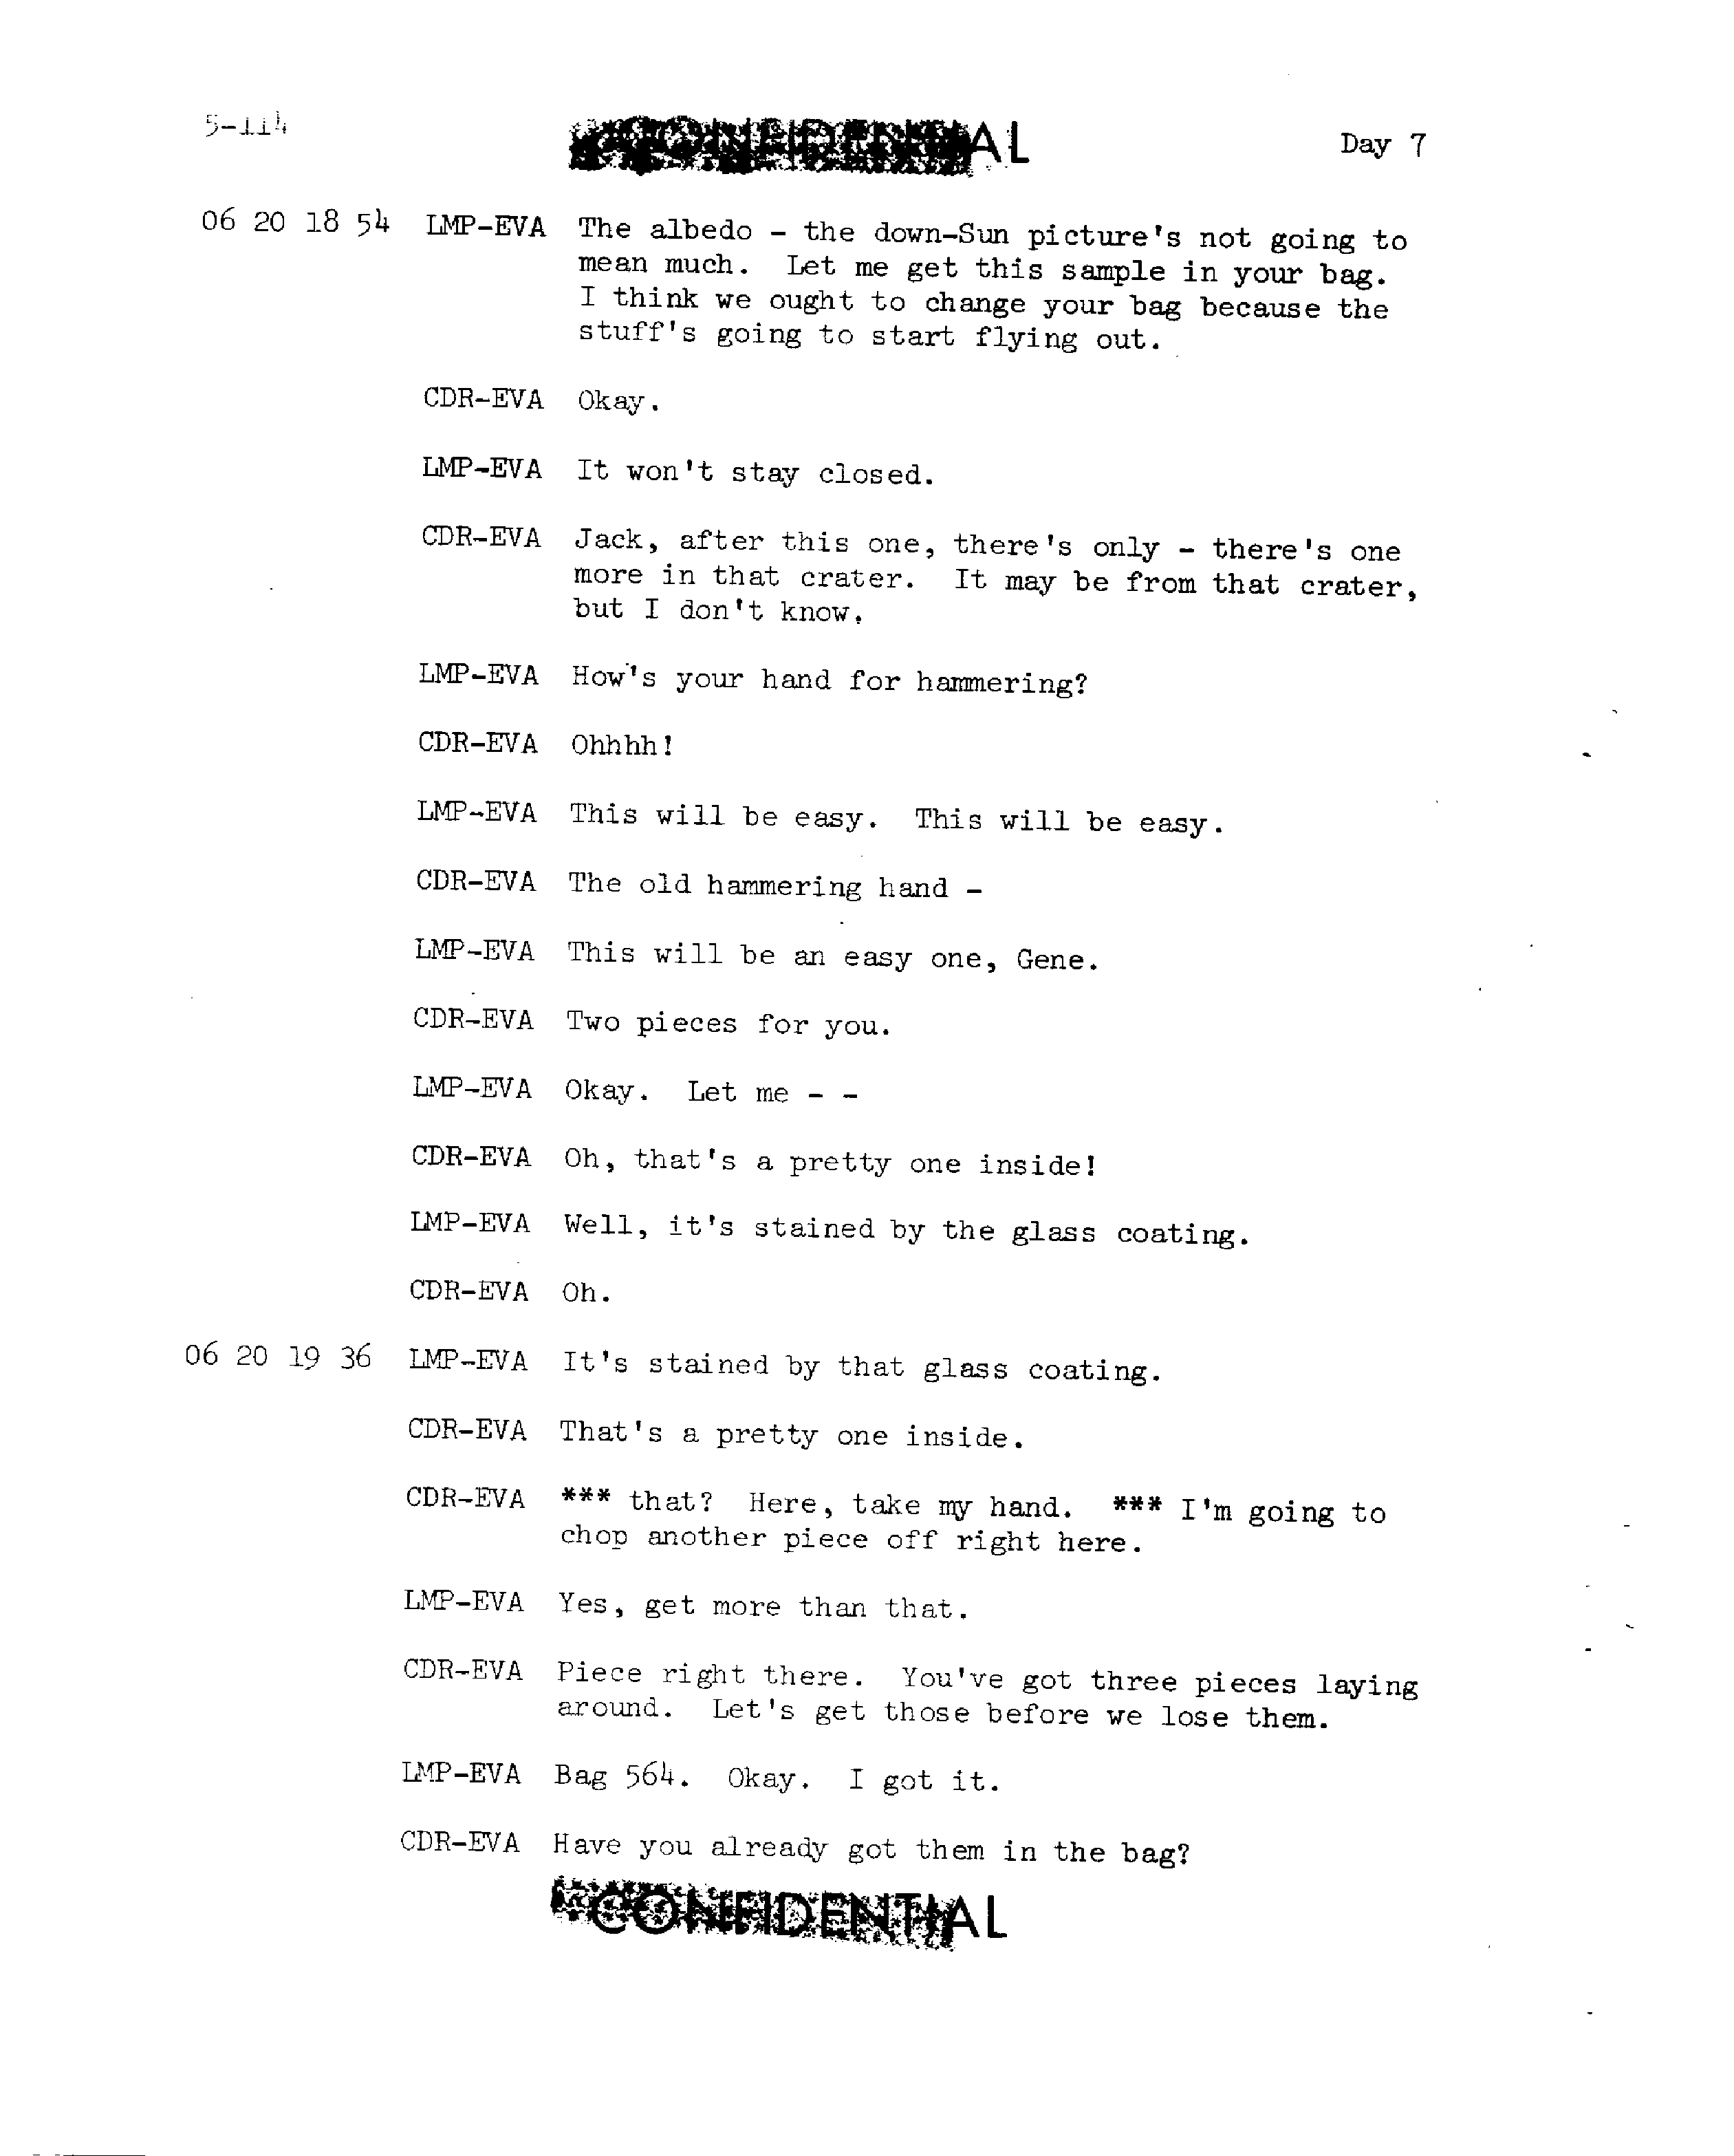 5-114
CONFIDENTIAL
Day 7
06 20 18 54 LMP-EVA The albedo - the down-Sun picture's not going to
mean much. Let me get this sample in your bag.
I think we ought to change your bag because the
stuff's going to start flying out.
CDR-EVA Okay.
LMP-EVA It won't stay closed.
CDR-EVA Jack, after this one, there's only - there's one
more in that crater. It may be from that crater,
but I don't know.
LMP-EVA How's your hand for hammering?
CDR-EVA Ohhhh!
LMP-EVA This will be easy. This will be easy.
CDR-EVA The old hammering hand -
LMP-EVA This will be an easy one, Gene.
CDR-EVA Two pieces for you.
LMP-EVA Okay. Let me - -
CDR-EVA Oh, that's a pretty one inside!
LMP-EVA Well, it's stained by the glass coating.
CDR-EVA Oh.
06 20 19 36 LMP-EVA It's stained by that glass coating.
CDR-EVA That's a pretty one inside.
CDR-EVA *** that? Here, take my hand. *** I'm going to
chop another piece off right here.
LMP-EVA Yes, get more than that.
CDR-EVA Piece right there. You've got three pieces laying
around. Let's get those before we lose them.
LMP-EVA Bag 564. Okay. I got it.
CDR-EVA Have you already got them in the bag?
CONFIDENTIAL